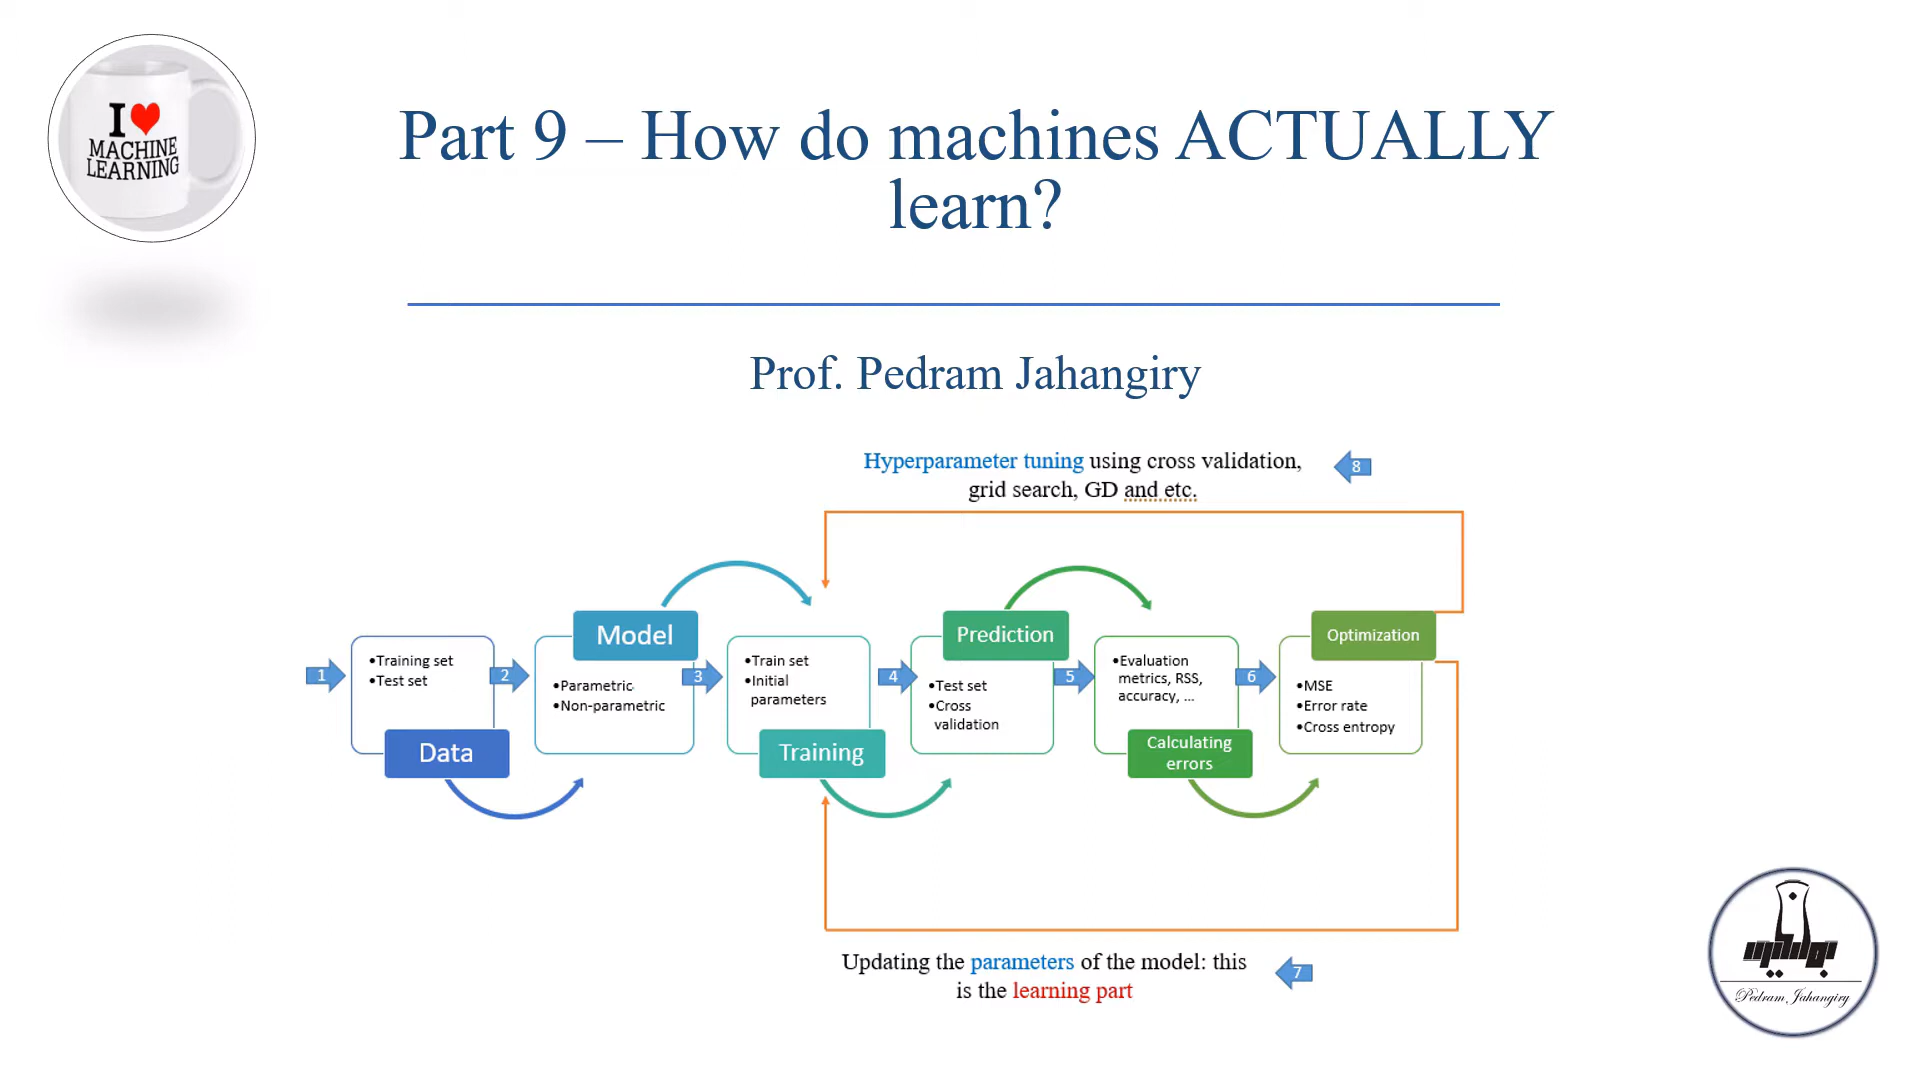 I ❤
MACHINE
LEARNING
Part 9 – How do machines ACTUALLY
learn?
Prof. Pedram Jahangiry
Hyperparameter tuning using cross validation,
grid search, GD and etc.
8
1
•Training set
•Test set
Data
2
Model
•Parametric
•Non-parametric
3
•Train set
•Initial
parameters
Training
4
Prediction
•Test set
•Cross
validation
5
•Evaluation
metrics, RSS,
accuracy, ...
Calculating
errors
6
Optimization
•MSE
•Error rate
•Cross entropy
Updating the parameters of the model: this
is the learning part
7
Pedram Jahangiry